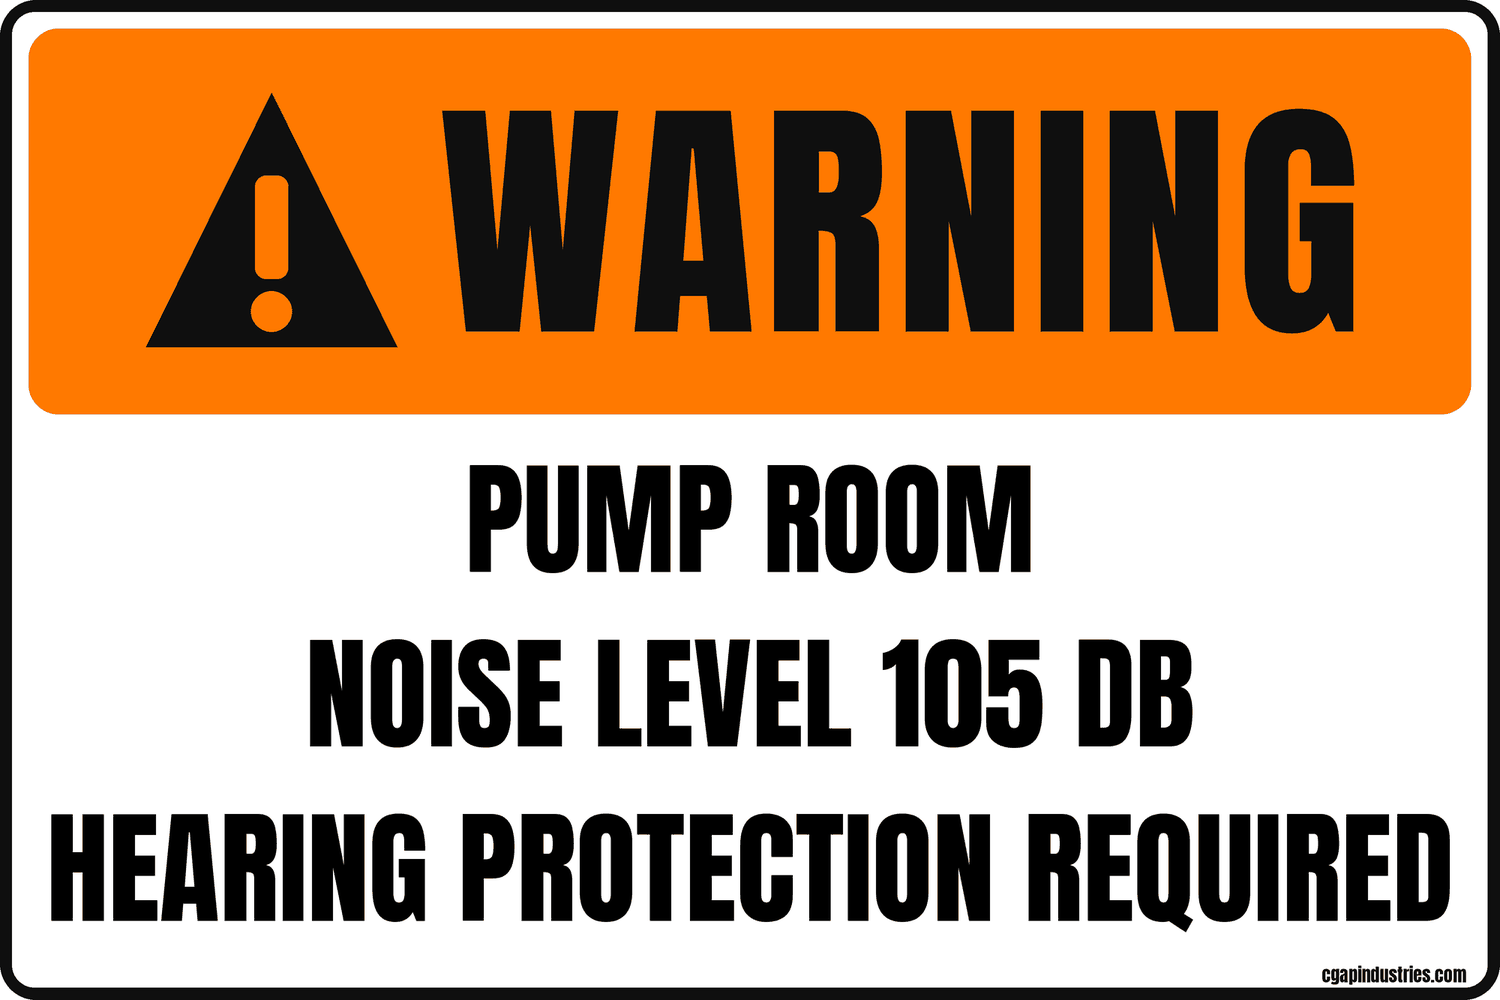 WARNING
PUMP ROOM
NOISE LEVEL 105 DB
HEARING PROTECTION REQUIRED
cgapindustries.com